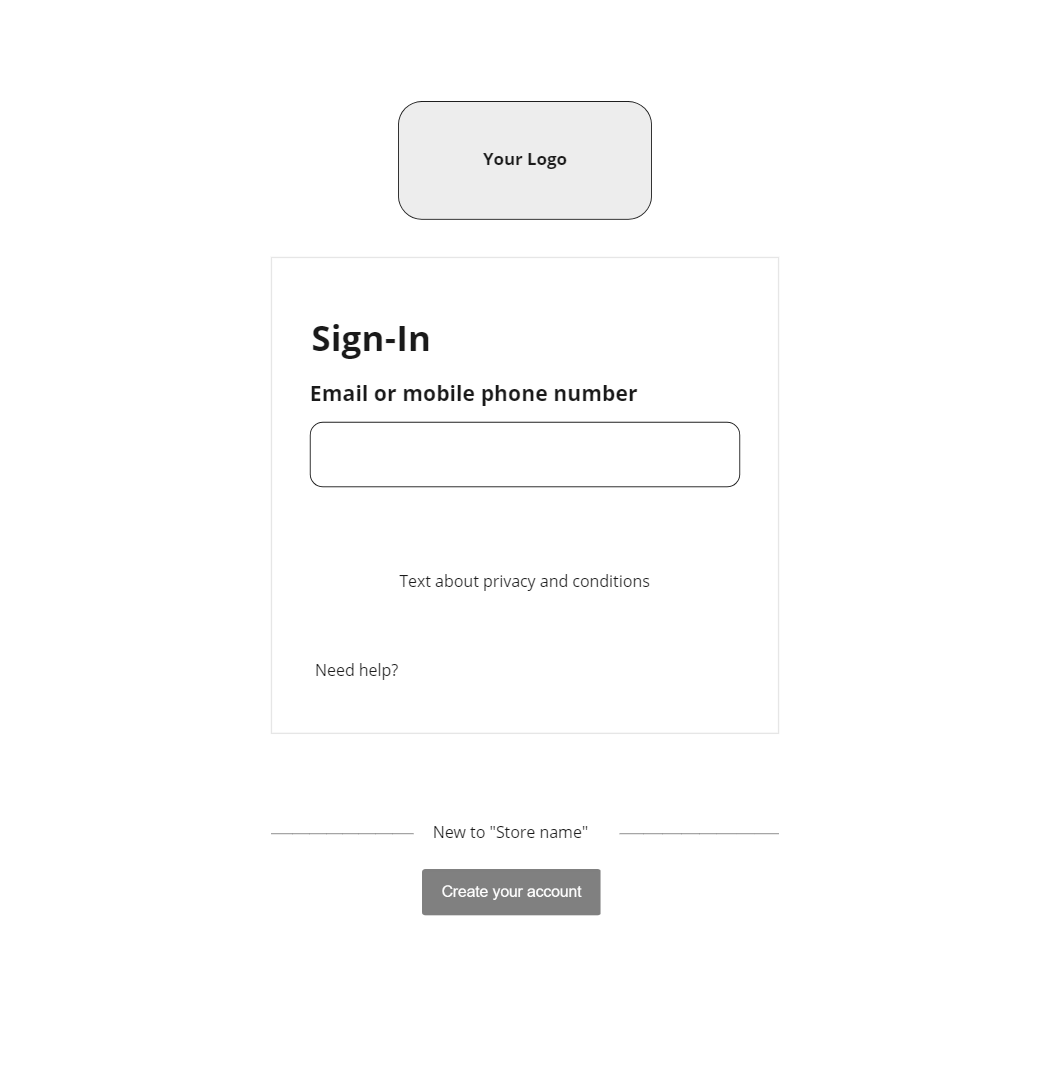 Your Logo
Sign-In
Email or mobile phone number
Text about privacy and conditions
Need help?
New to "Store name"
Create your account